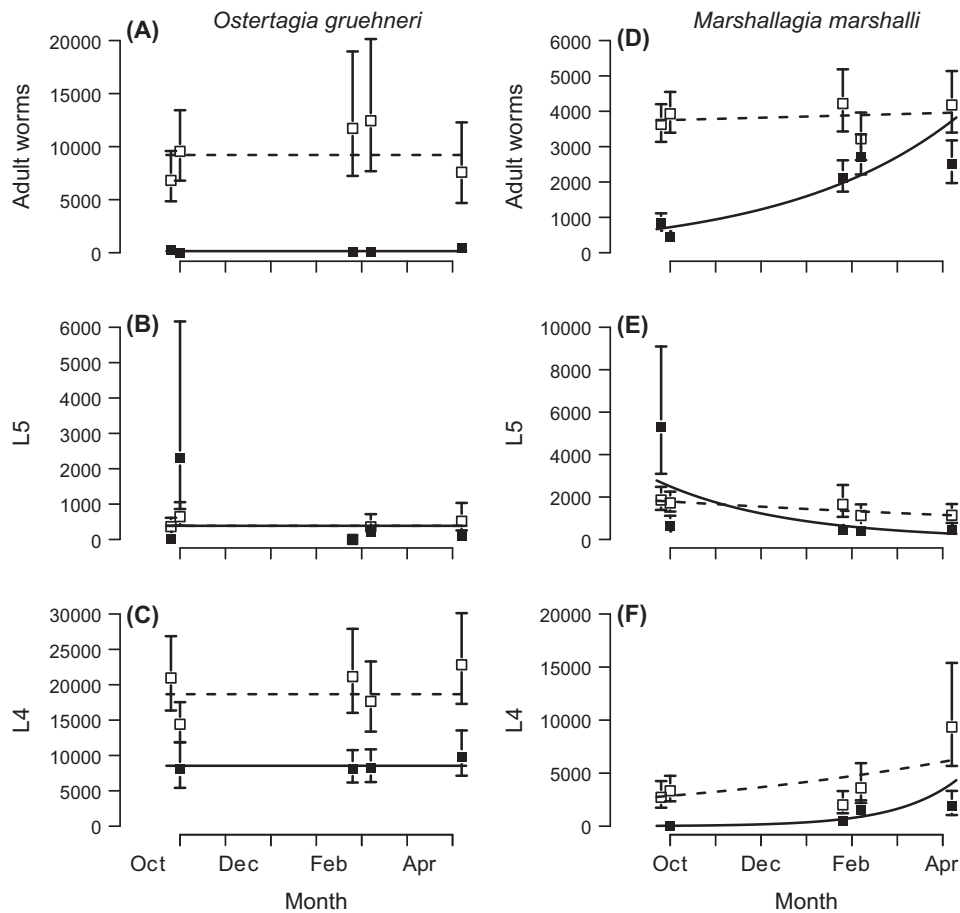 Ostertagia gruehneri
Marshallagia marshalli
(A)
20000
15000
10000
5000
0
Adult worms
(D)
6000
5000
4000
3000
2000
1000
0
Adult worms
(B)
6000
5000
4000
3000
2000
1000
0
L5
(E)
10000
8000
6000
4000
2000
0
L5
(C)
30000
25000
20000
15000
10000
5000
0
L4
Oct
Dec
Feb
Apr
Month
(F)
20000
15000
10000
5000
0
L4
Oct
Dec
Feb
Apr
Month